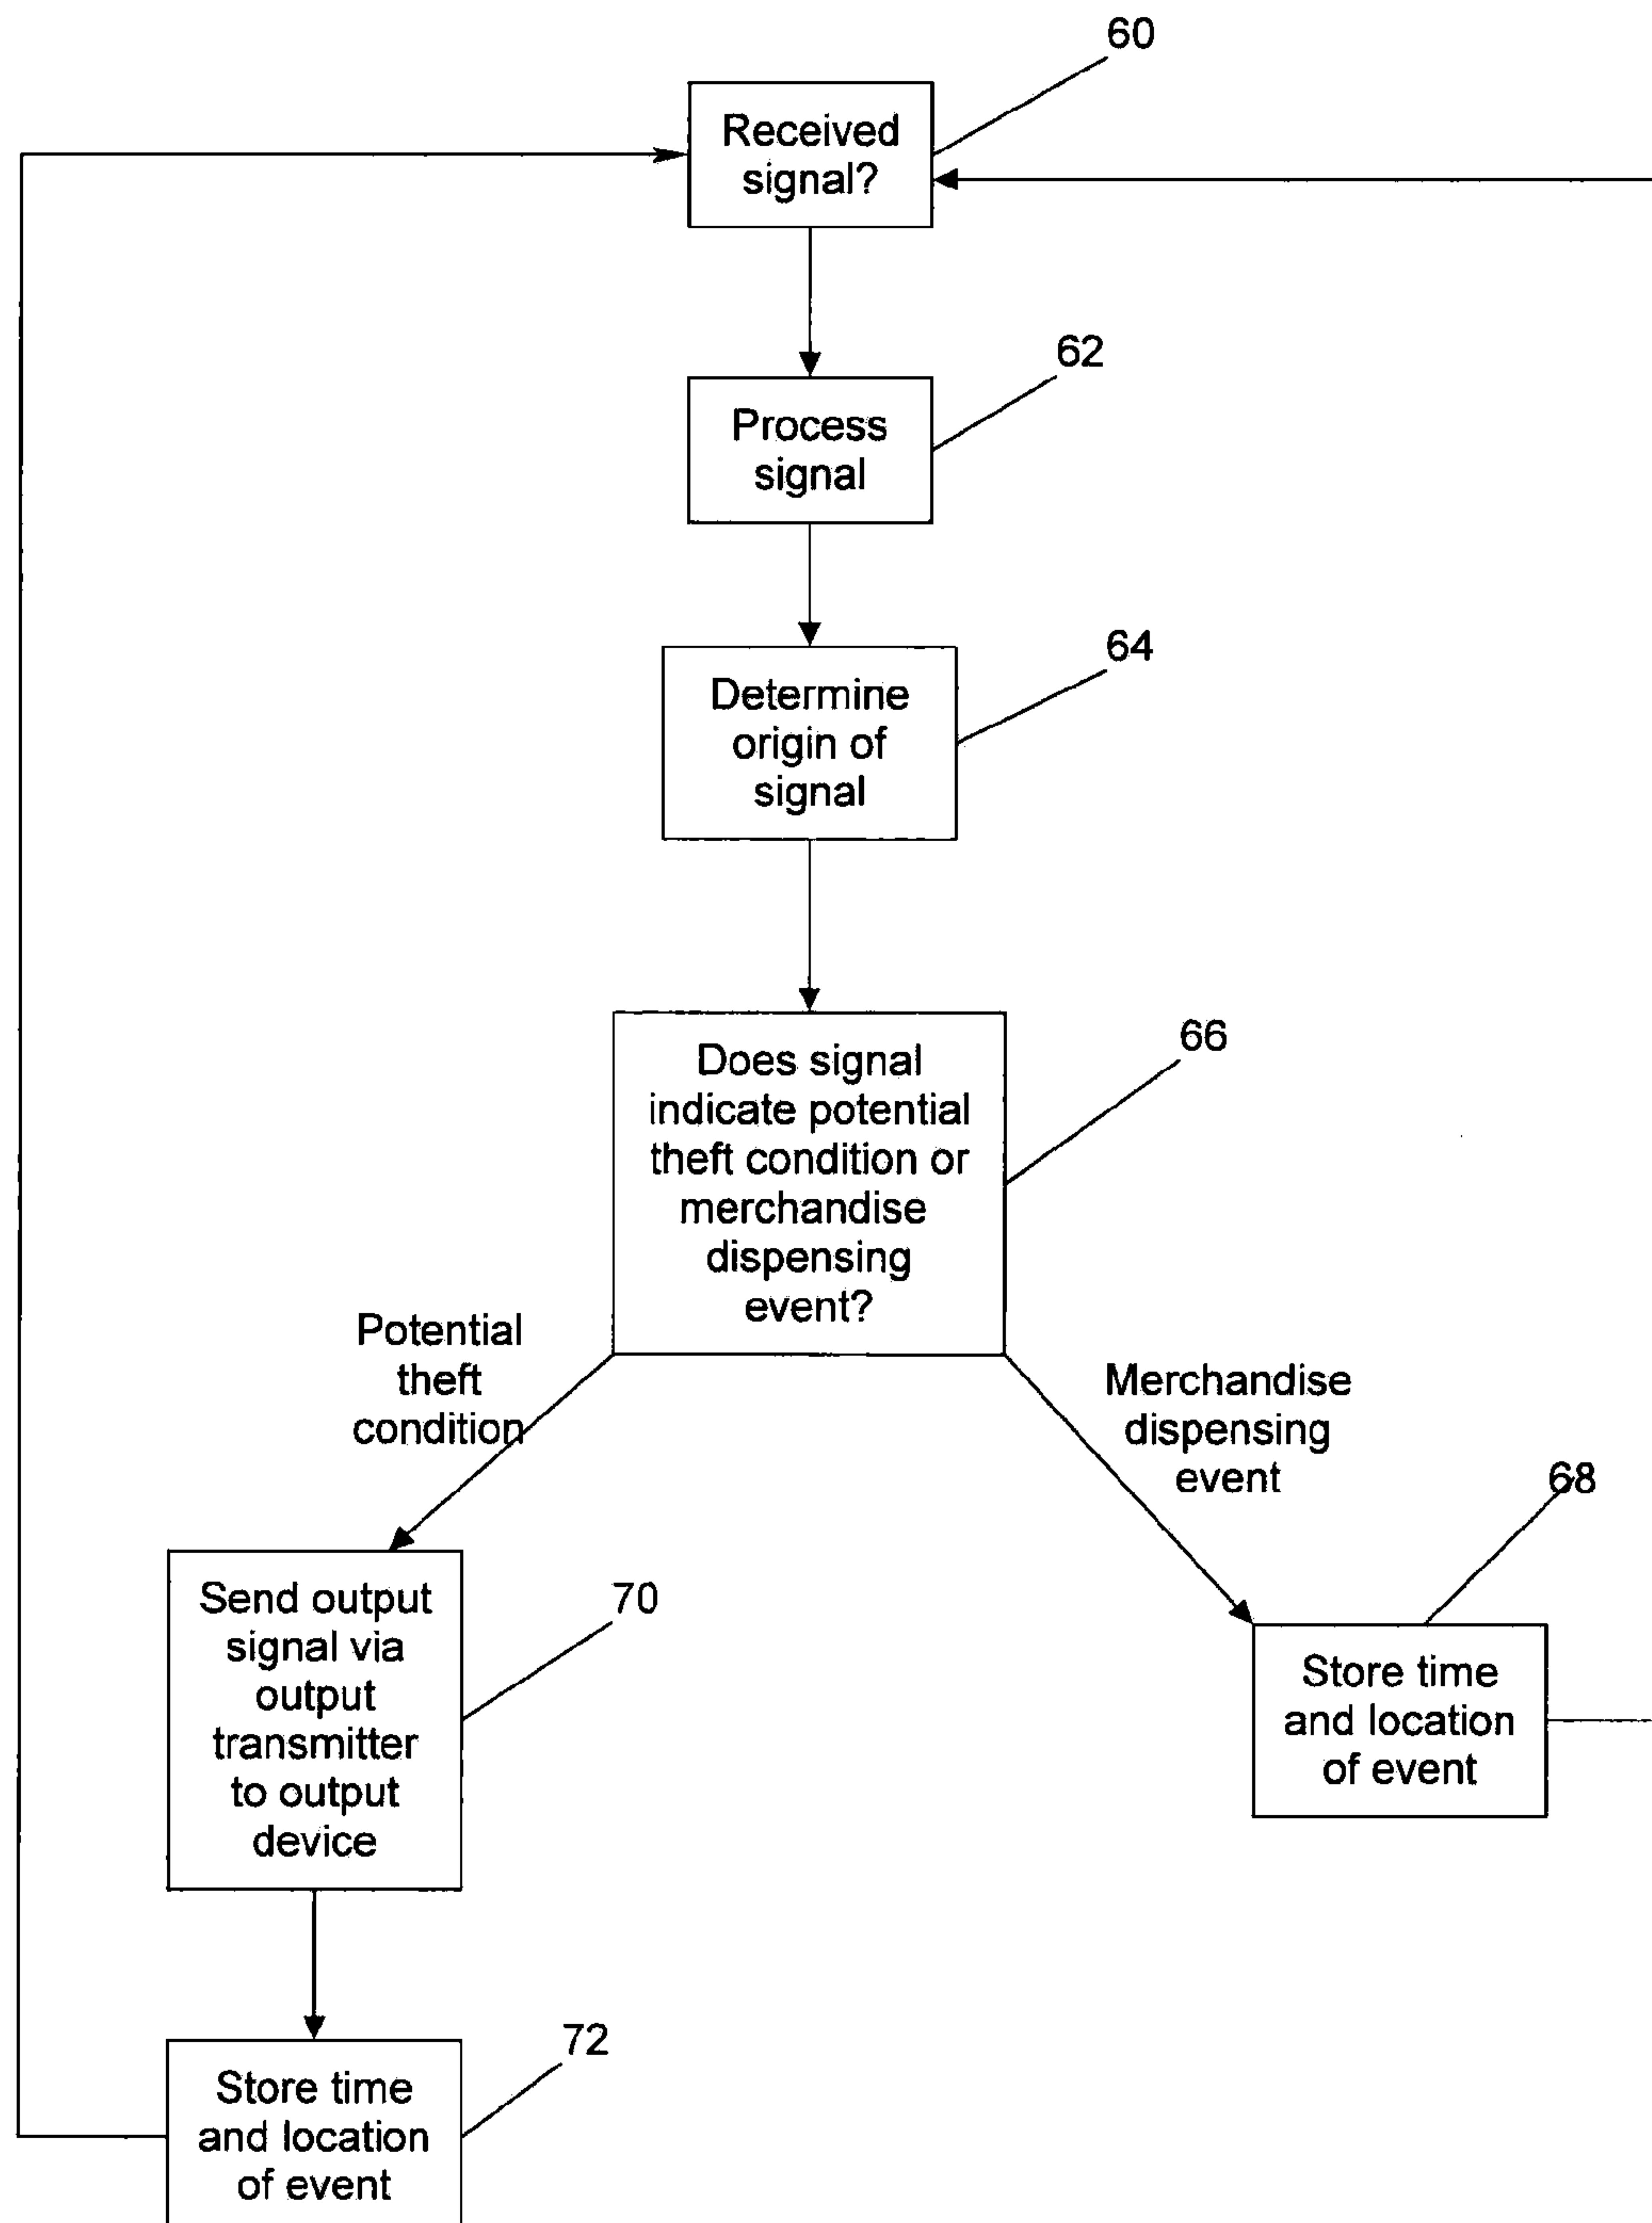 60
Received
signal?
62
Process
signal
64
Determine
origin of
signal
66
Does signal
indicate potential
theft condition or
merchandise
dispensing
event?
Potential
theft
condition
Merchandise
dispensing
event
68
Store time
and location
of event
70
Send output
signal via
output
transmitter
to output
device
72
Store time
and location
of event